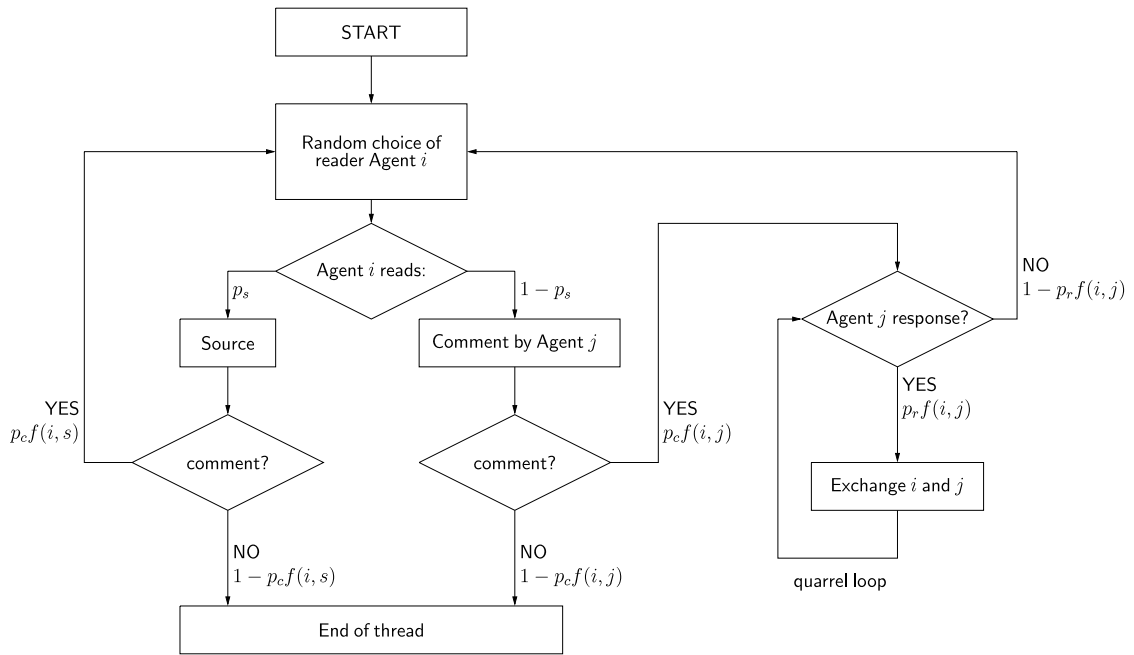 START
Random choice of
reader Agent i
Agent i reads:
p_s
1 − p_s
Source
Comment by Agent j
comment?
comment?
YES
p_c f(i, s)
YES
p_c f(i, j)
NO
1 − p_c f(i, s)
NO
1 − p_c f(i, j)
End of thread
Agent j response?
NO
1 − p_r f(i, j)
YES
p_r f(i, j)
Exchange i and j
quarrel loop